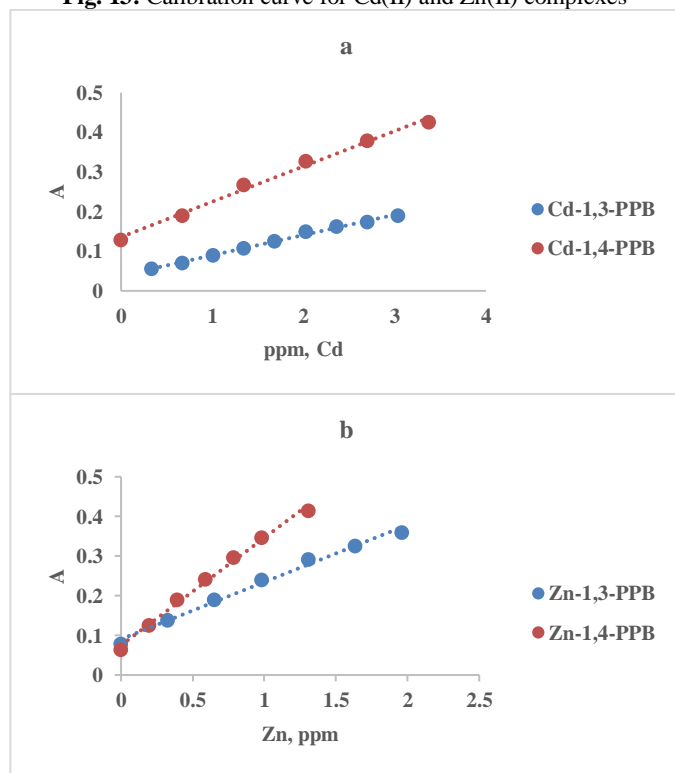 Fig. 13. Calibration curve for Cd(II) and Zn(II) complexes
a
0.5
0.4
0.3
0.2
0.1
0
A
0 1 2 3 4
ppm, Cd
Cd-1,3-PPB
Cd-1,4-PPB
b
0.5
0.4
0.3
0.2
0.1
0
A
0 0.5 1 1.5 2 2.5
Zn, ppm
Zn-1,3-PPB
Zn-1,4-PPB